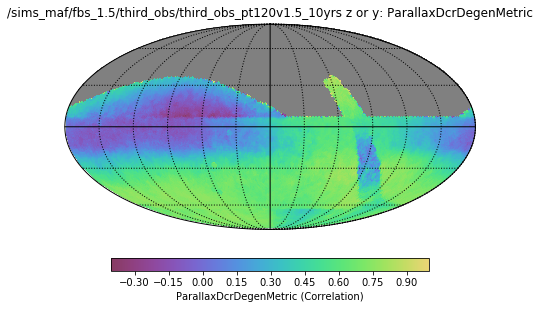 /sims_maf/fbs_1.5/third_obs/third_obs_pt120v1.5_10yrs z or y: ParallaxDcrDegenMetric
−0.30 −0.15 0.00 0.15 0.30 0.45 0.60 0.75 0.90
ParallaxDcrDegenMetric (Correlation)